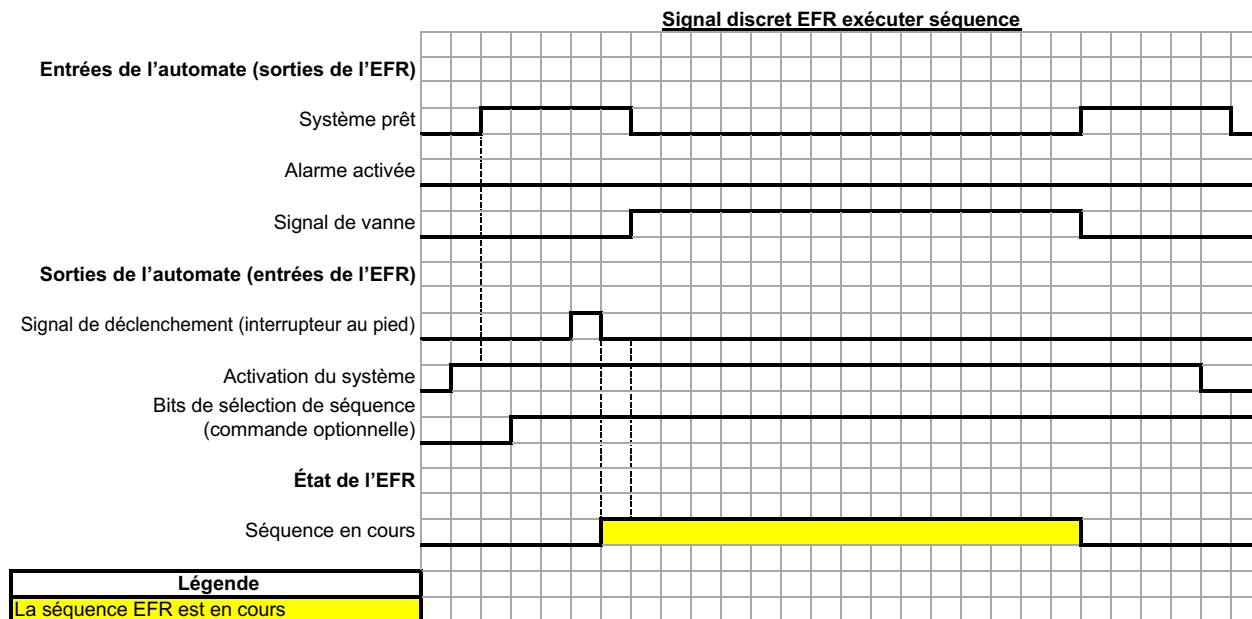 Signal discret EFR exécuter séquence
Entrées de l’automate (sorties de l’EFR)
Système prêt
Alarme activée
Signal de vanne
Sorties de l’automate (entrées de l’EFR)
Signal de déclenchement (interrupteur au pied)
Activation du système
Bits de sélection de séquence
(commande optionnelle)
État de l’EFR
Séquence en cours
Légende
La séquence EFR est en cours